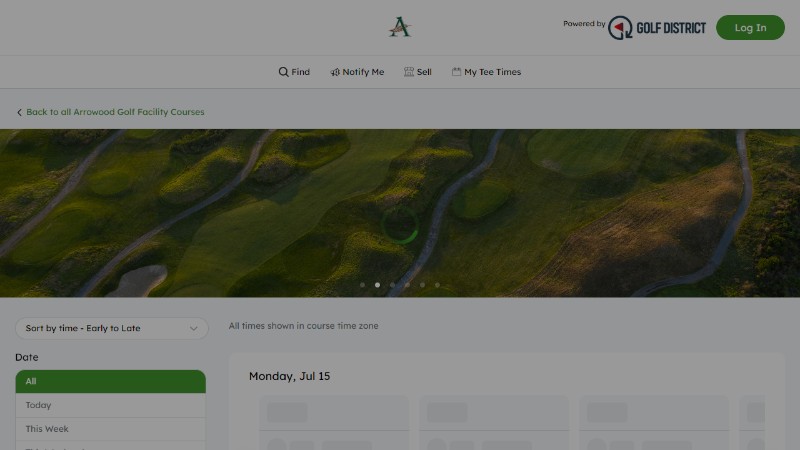 A
Powered by
GOLF DISTRICT
Log In
Find
Notify Me
Sell
My Tee Times
Back to all Arrowood Golf Facility Courses
Sort by time - Early to Late
All times shown in course time zone
Date
Monday, Jul 15
All
Today
This Week